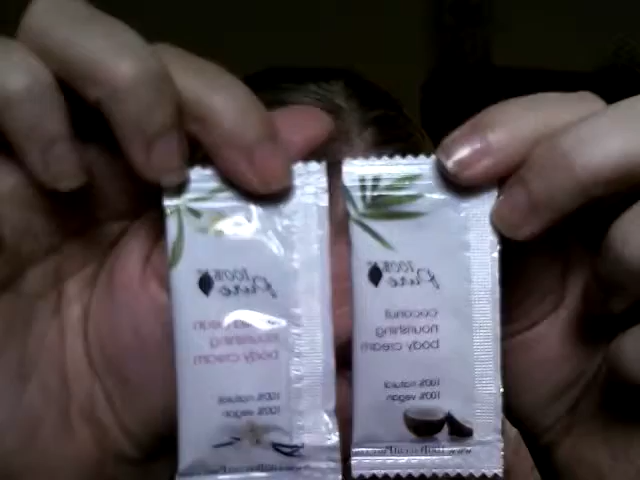 100%
Pure
nourishing
body cream
100% natural
100% vegan
100%
Pure
coconut
nourishing
body cream
100% natural
100% vegan